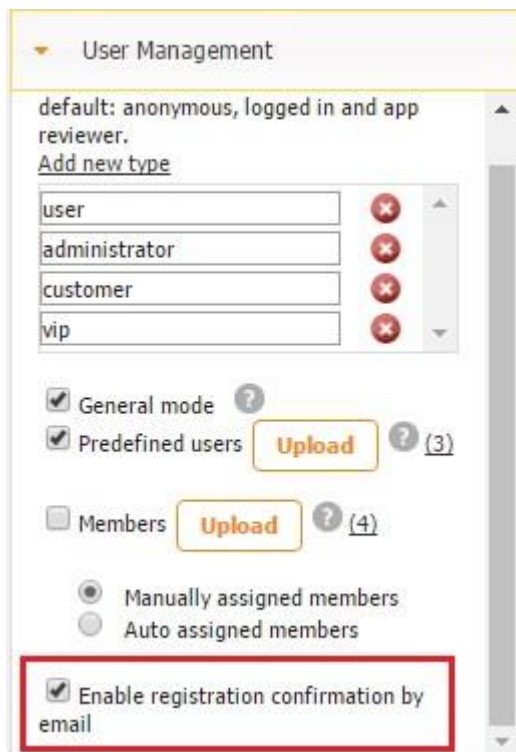 User Management
default: anonymous, logged in and app
reviewer.
Add new type
user
administrator
customer
vip
General mode ?
Predefined users Upload ? (3)
Members Upload ? (4)
Manually assigned members
Auto assigned members
Enable registration confirmation by
email